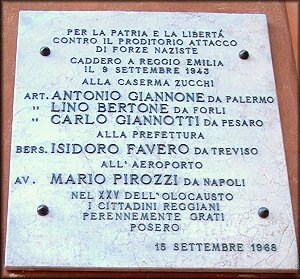 PER LA PATRIA E LA LIBERTÀ
CONTRO IL PRODITORIO ATTACCO
DI FORZE NAZISTE
CADDERO A REGGIO EMILIA
IL 9 SETTEMBRE 1943
ALLA CASERMA ZUCCHI
ART. ANTONIO GIANNONE DA PALERMO
" LINO BERTONE DA FORLI
" CARLO GIANNOTTI DA PESARO
ALLA PREFETTURA
BERS. ISIDORO FAVERO DA TREVISO
ALL'AEROPORTO
AV. MARIO PIROZZI DA NAPOLI
NEL XXV DELL'OLOCAUSTO
I CITTADINI REGGIANI
PERENNEMENTE GRATI
POSERO
15 SETTEMBRE 1968